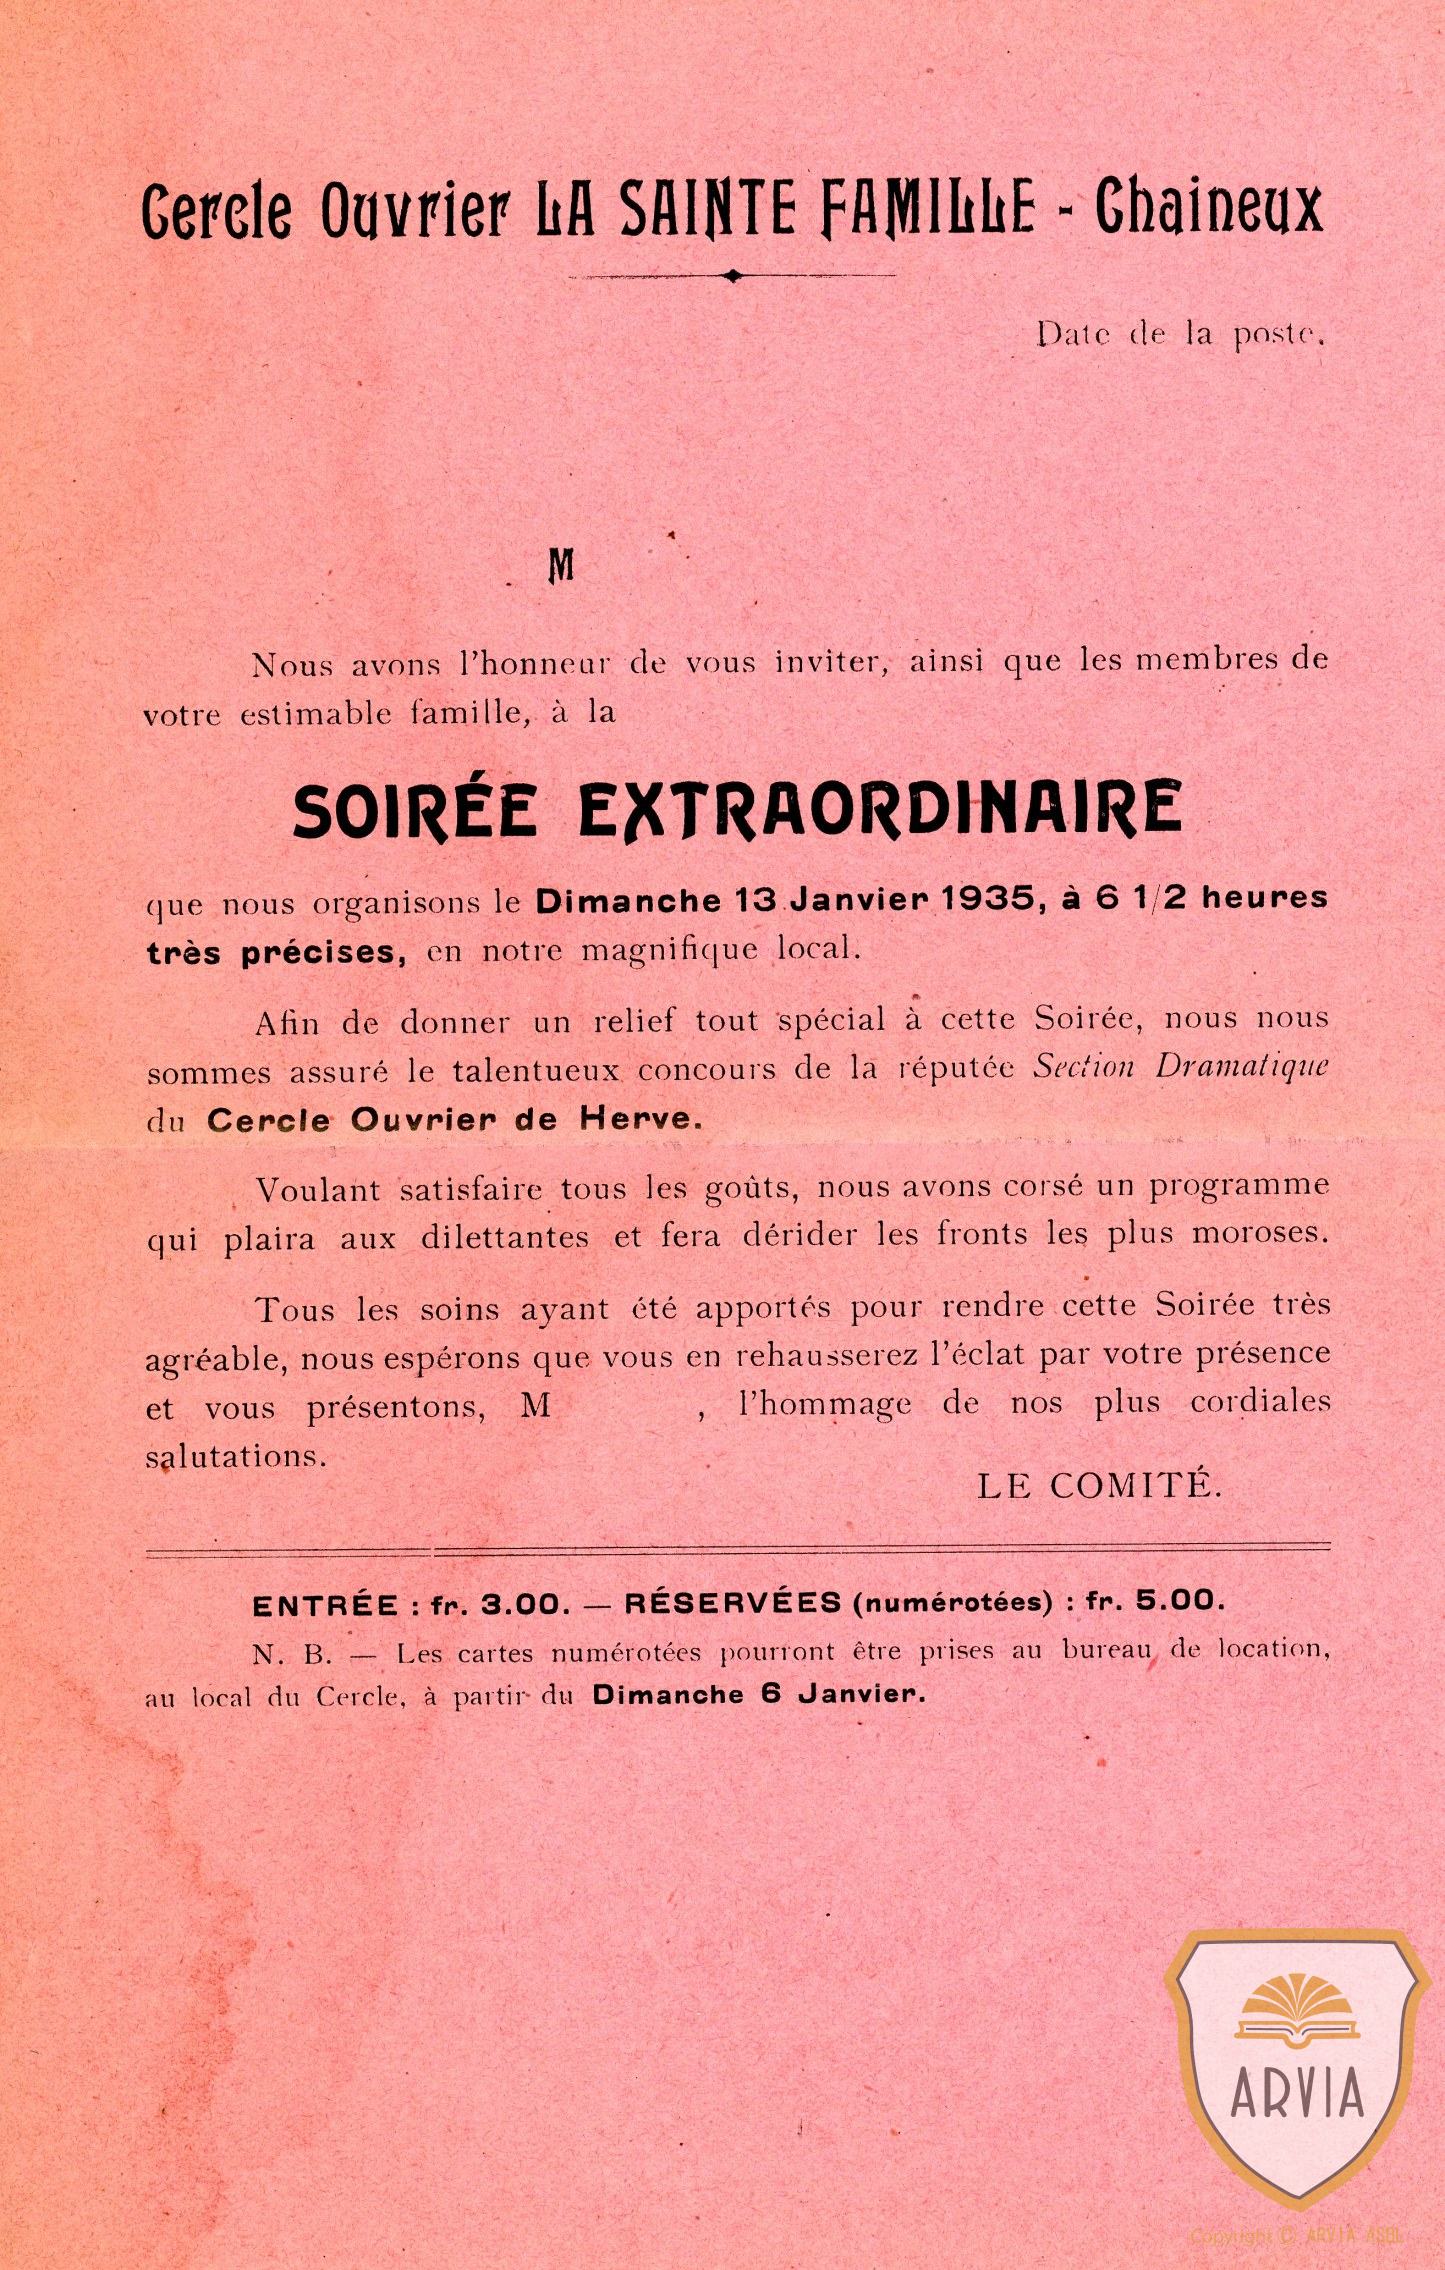 Cercle Ouvrier LA SAINTE FAMILLE - Chaineux
Date de la poste.
M
Nous avons l'honneur de vous inviter, ainsi que les membres de
votre estimable famille, à la
SOIRÉE EXTRAORDINAIRE
que nous organisons le Dimanche 13 Janvier 1935, à 6 1/2 heures
très précises, en notre magnifique local.
Afin de donner un relief tout spécial à cette Soirée, nous nous
sommes assuré le talentueux concours de la réputée Section Dramatique
du Cercle Ouvrier de Herve.
Voulant satisfaire tous les goûts, nous avons corsé un programme
qui plaira aux dilettantes et fera dérider les fronts les plus moroses.
Tous les soins ayant été apportés pour rendre cette Soirée très
agréable, nous espérons que vous en rehausserez l'éclat par votre présence
et vous présentons, M , l'hommage de nos plus cordiales
salutations.
LE COMITÉ.
ENTRÉE : fr. 3.00. — RÉSERVÉES (numérotées) : fr. 5.00.
N. B. — Les cartes numérotées pourront être prises au bureau de location,
au local du Cercle, à partir du Dimanche 6 Janvier.
ARVIA
Copyright © ARVIA ASBL